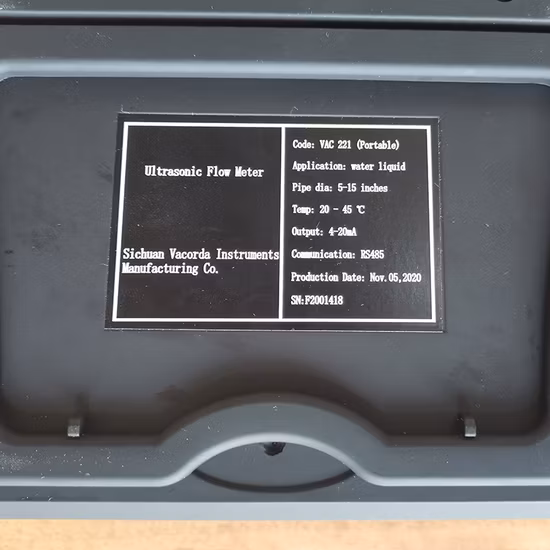 Ultrasonic Flow Meter
Sichuan Vacorda Instruments
Manufacturing Co.
Code: VAC 221 (Portable)
Application: water liquid
Pipe dia: 5-15 inches
Temp: 20 - 45 ℃
Output: 4-20mA
Communication: RS485
Production Date: Nov.05,2020
SN:F2001418